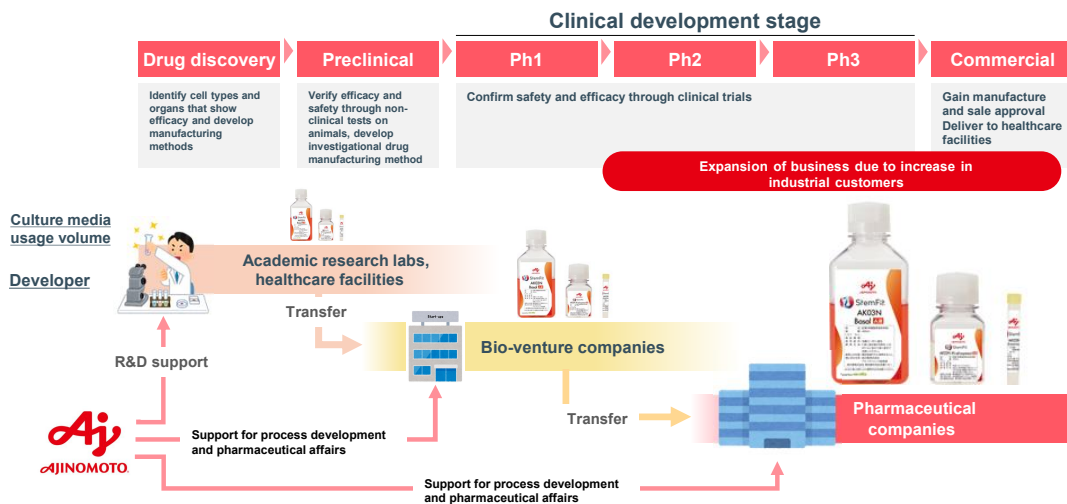 Clinical development stage
Drug discovery
Preclinical
Ph1
Ph2
Ph3
Commercial
Identify cell types and
organs that show
efficacy and develop
manufacturing
methods
Verify efficacy and
safety through non-
clinical tests on
animals, develop
investigational drug
manufacturing method
Confirm safety and efficacy through clinical trials
Gain manufacture
and sale approval
Deliver to healthcare
facilities
Expansion of business due to increase in
industrial customers
Culture media
usage volume
Developer
Academic research labs,
healthcare facilities
Transfer
Start-up
Bio-venture companies
StemFit
AK03N
Basal
R&D support
Transfer
Pharmaceutical
companies
Aj
AJINOMOTO
Support for process development
and pharmaceutical affairs
Support for process development
and pharmaceutical affairs